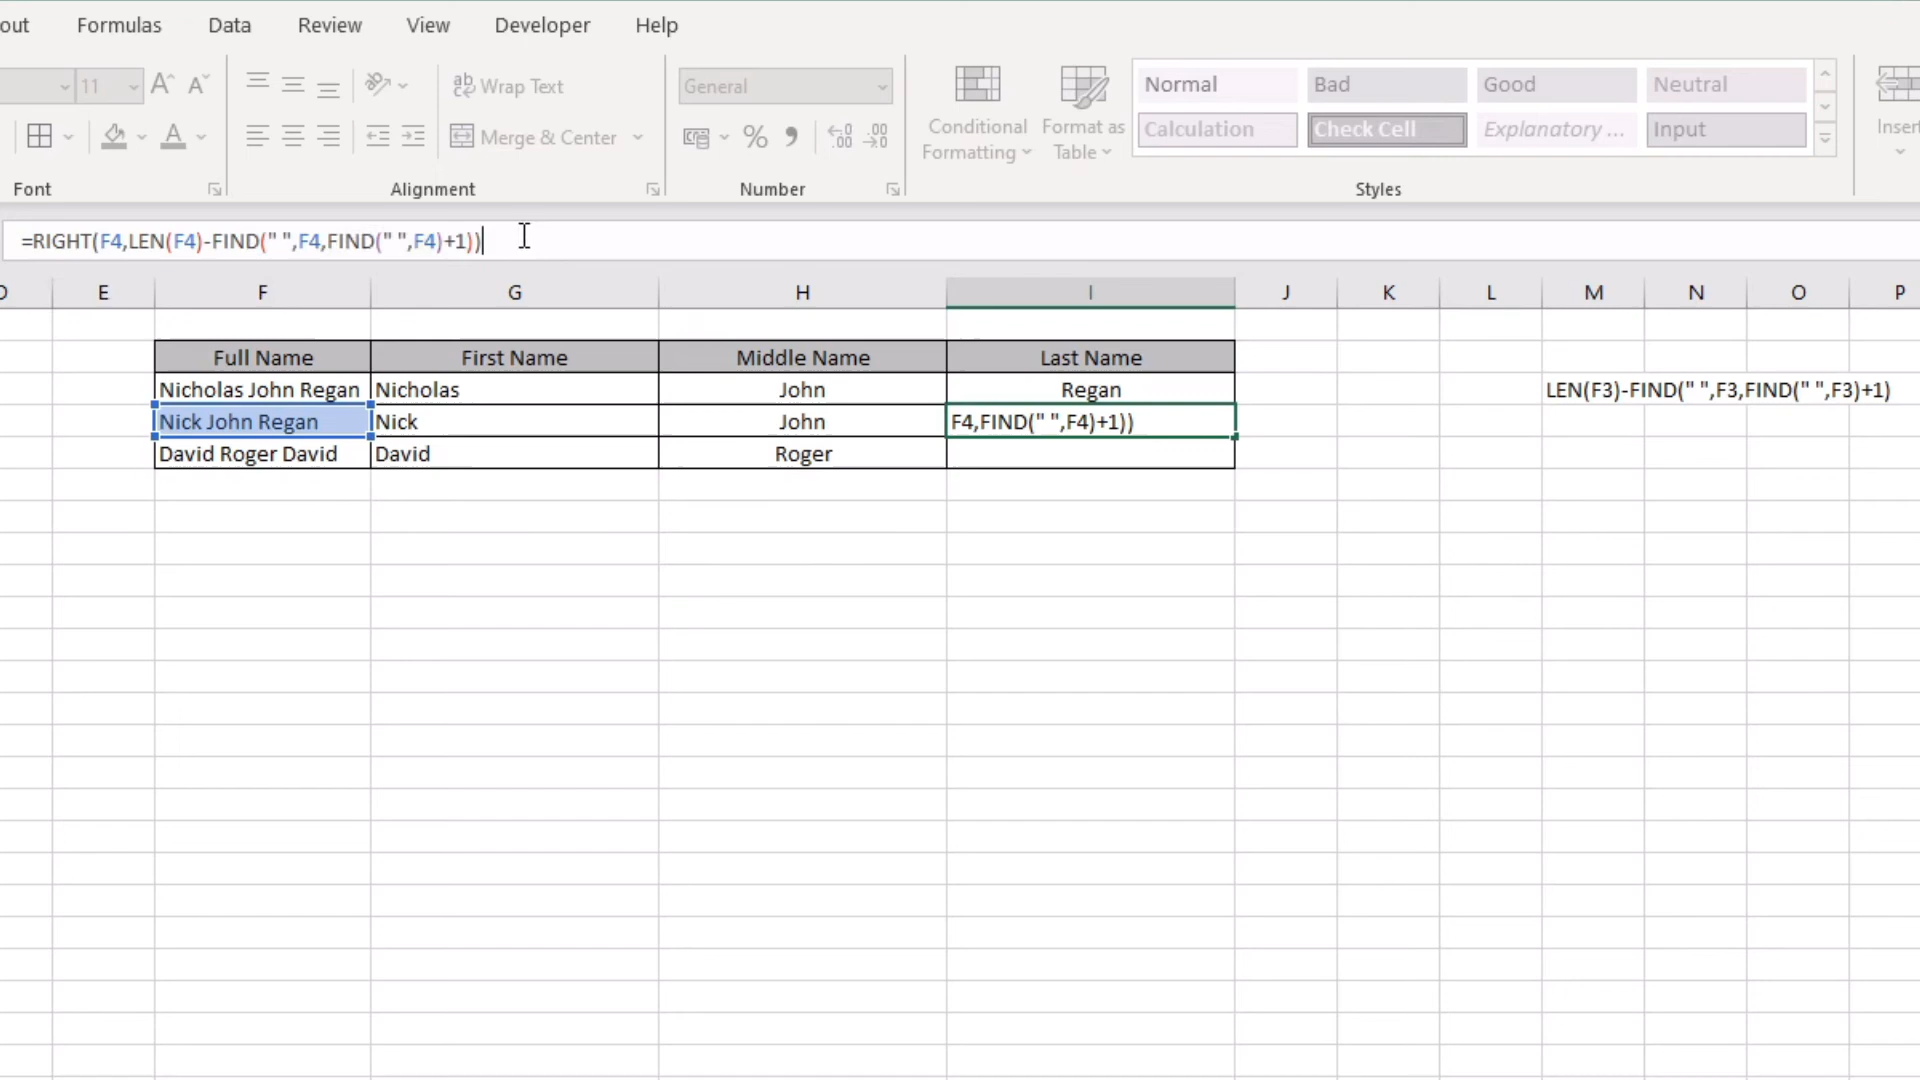 out Formulas Data Review View Developer Help
11 A A ab Wrap Text General Normal Bad Good Neutral
A Merge & Center % Conditional Formatting Format as Table Calculation Check Cell Explanatory ... Input Insert
Font Alignment Number Styles
=RIGHT(F4,LEN(F4)-FIND(" ",F4,FIND(" ",F4)+1))
D E F G H I J K L M N O P
Full Name First Name Middle Name Last Name
Nicholas John Regan Nicholas John Regan LEN(F3)-FIND(" ",F3,FIND(" ",F3)+1)
Nick John Regan Nick John F4,FIND(" ",F4)+1))
David Roger David David Roger